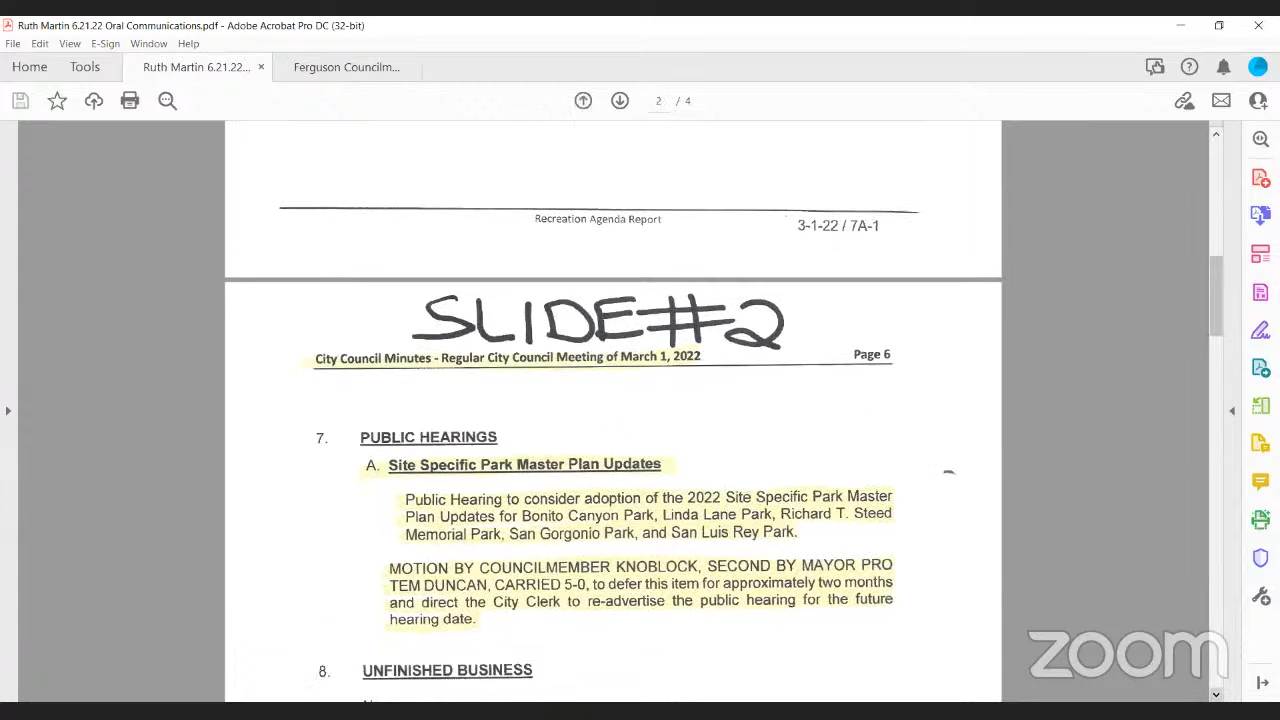 Ruth Martin 6.21.22 Oral Communications.pdf - Adobe Acrobat Pro DC (32-bit)
File Edit View E-Sign Window Help
Home Tools Ruth Martin 6.21.22... × Ferguson Councilm...
2 / 4
Recreation Agenda Report
3-1-22 / 7A-1
SLIDE #2
City Council Minutes - Regular City Council Meeting of March 1, 2022 Page 6
7. PUBLIC HEARINGS
A. Site Specific Park Master Plan Updates
Public Hearing to consider adoption of the 2022 Site Specific Park Master
Plan Updates for Bonito Canyon Park, Linda Lane Park, Richard T. Steed
Memorial Park, San Gorgonio Park, and San Luis Rey Park.
MOTION BY COUNCILMEMBER KNOBLOCK, SECOND BY MAYOR PRO
TEM DUNCAN, CARRIED 5-0, to defer this item for approximately two months
and direct the City Clerk to re-advertise the public hearing for the future
hearing date.
8. UNFINISHED BUSINESS
zoom